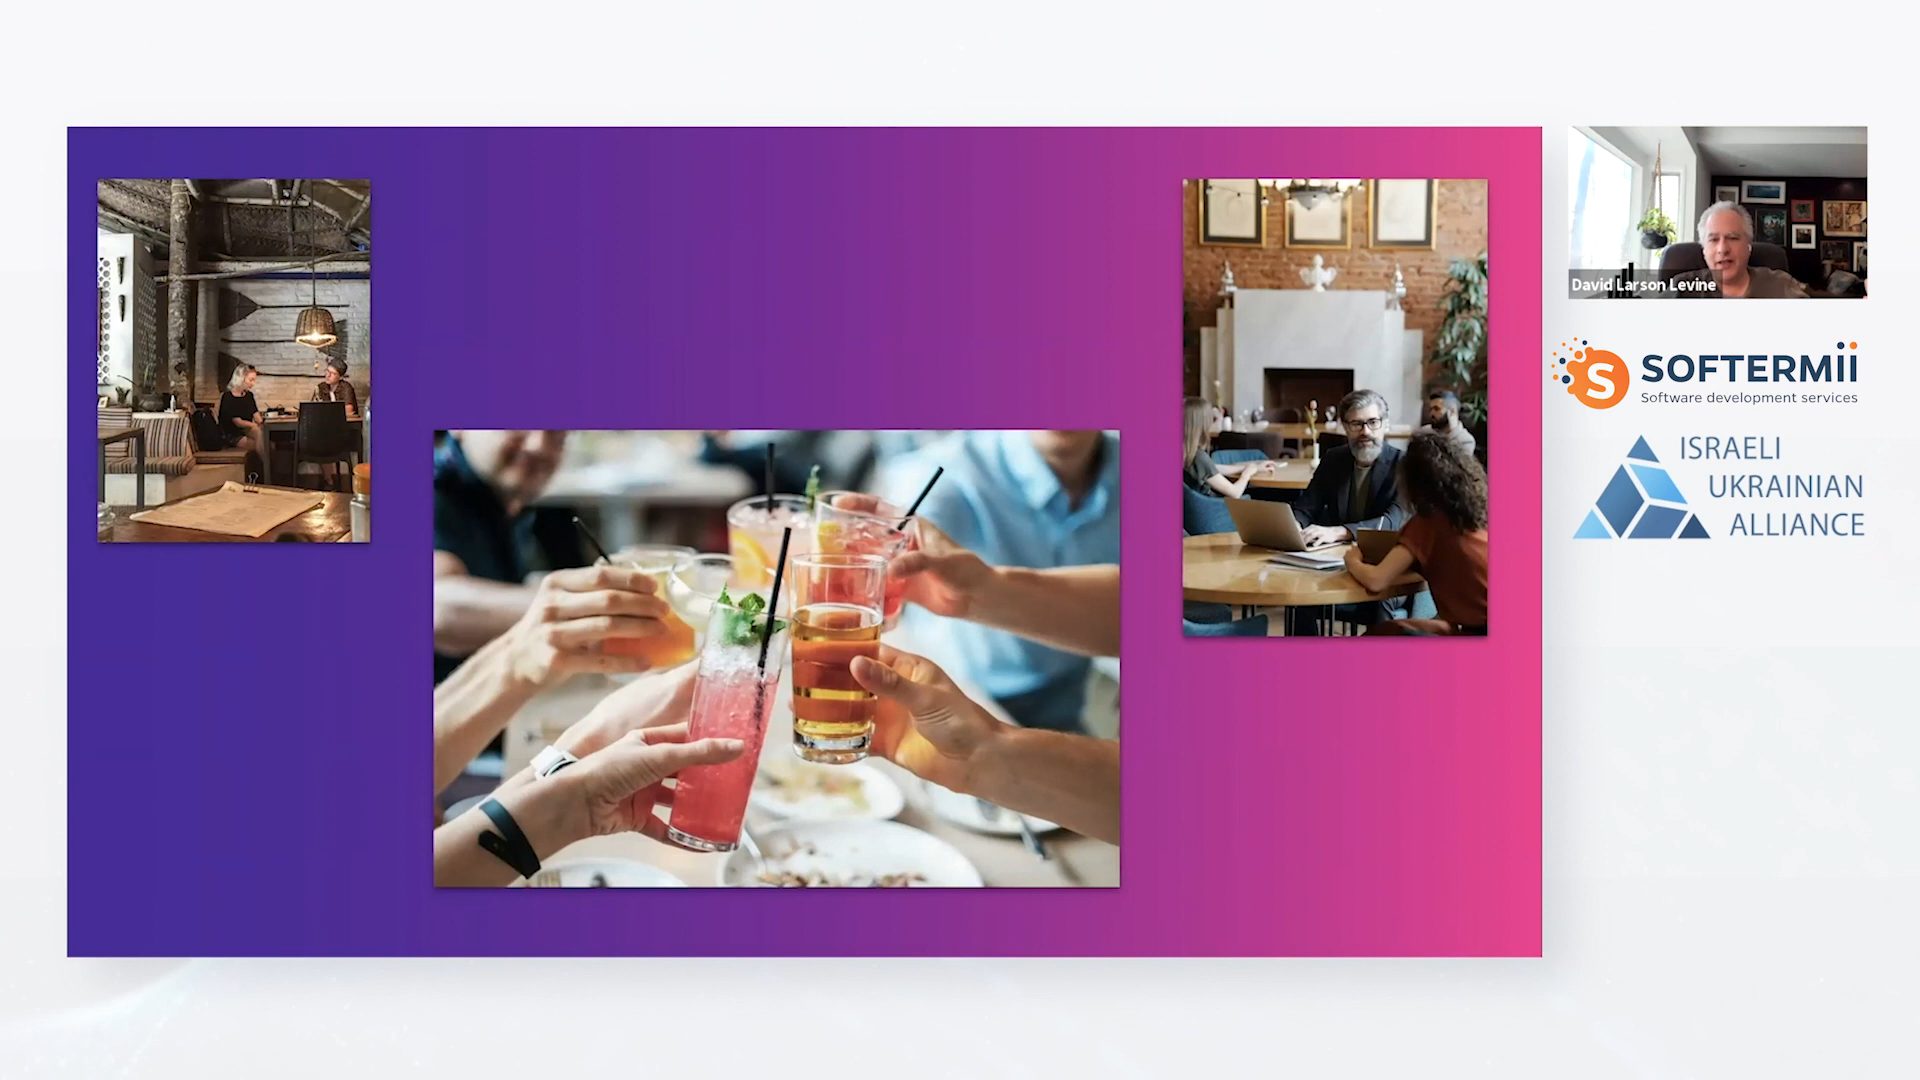 David Larson Levine
SOFTERMii
Software development services
ISRAELI
UKRAINIAN
ALLIANCE